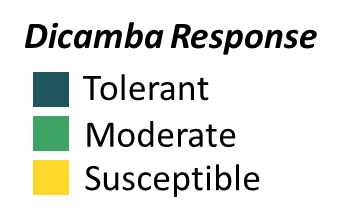 Dicamba Response
Tolerant
Moderate
Susceptible